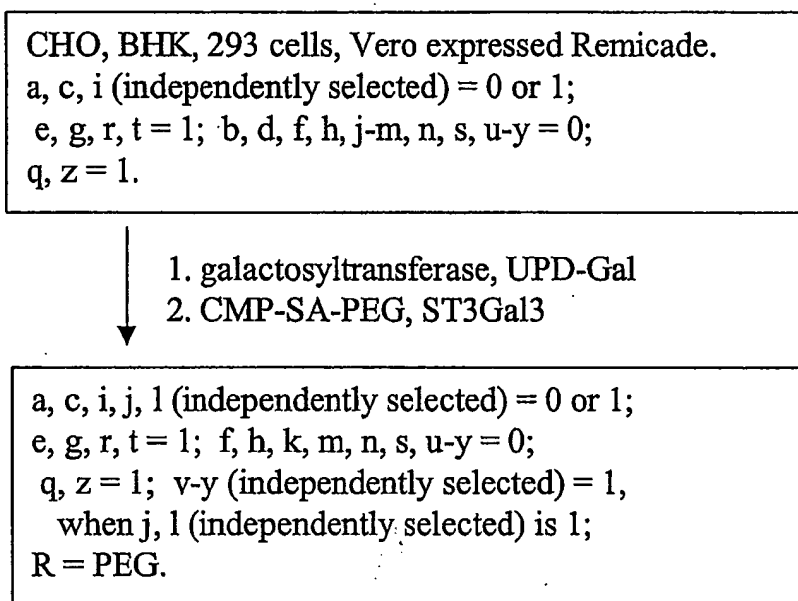 CHO, BHK, 293 cells, Vero expressed Remicade.
a, c, i (independently selected) = 0 or 1;
e, g, r, t = 1; b, d, f, h, j-m, n, s, u-y = 0;
q, z = 1.
1. galactosyltransferase, UPD-Gal
2. CMP-SA-PEG, ST3Gal3
a, c, i, j, l (independently selected) = 0 or 1;
e, g, r, t = 1; f, h, k, m, n, s, u-y = 0;
q, z = 1; v-y (independently selected) = 1,
when j, l (independently selected) is 1;
R = PEG.